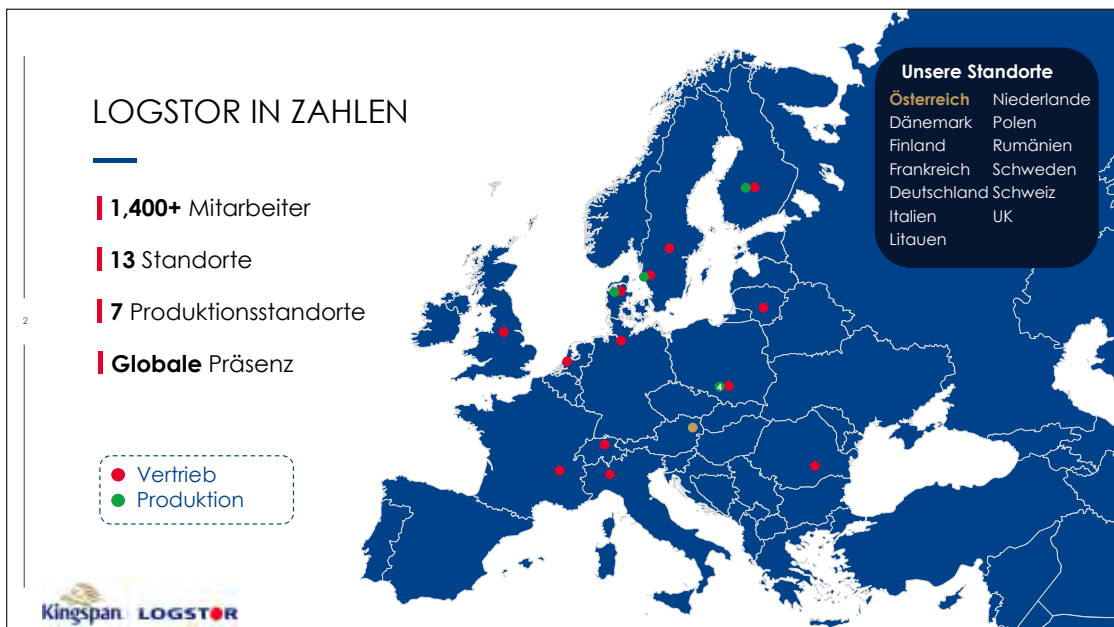 LOGSTOR IN ZAHLEN
1,400+ Mitarbeiter
13 Standorte
7 Produktionsstandorte
Globale Präsenz
2
Vertrieb
Produktion
Kingspan LOGSTOR
4
Unsere Standorte
Österreich Niederlande
Dänemark Polen
Finland Rumänien
Frankreich Schweden
Deutschland Schweiz
Italien UK
Litauen